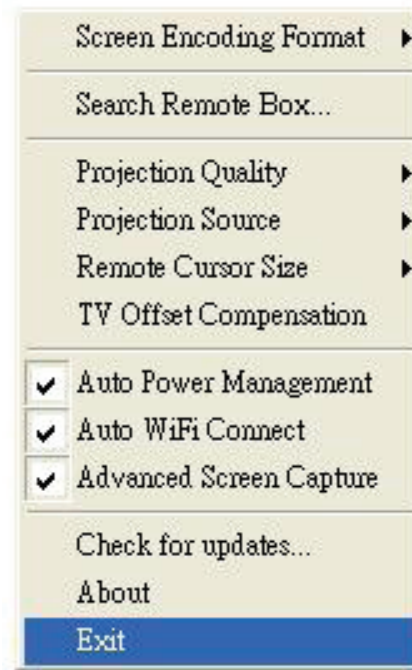 Screen Encoding Format
Search Remote Box...
Projection Quality
Projection Source
Remote Cursor Size
TV Offset Compensation
Auto Power Management
Auto WiFi Connect
Advanced Screen Capture
Check for updates...
About
Exit